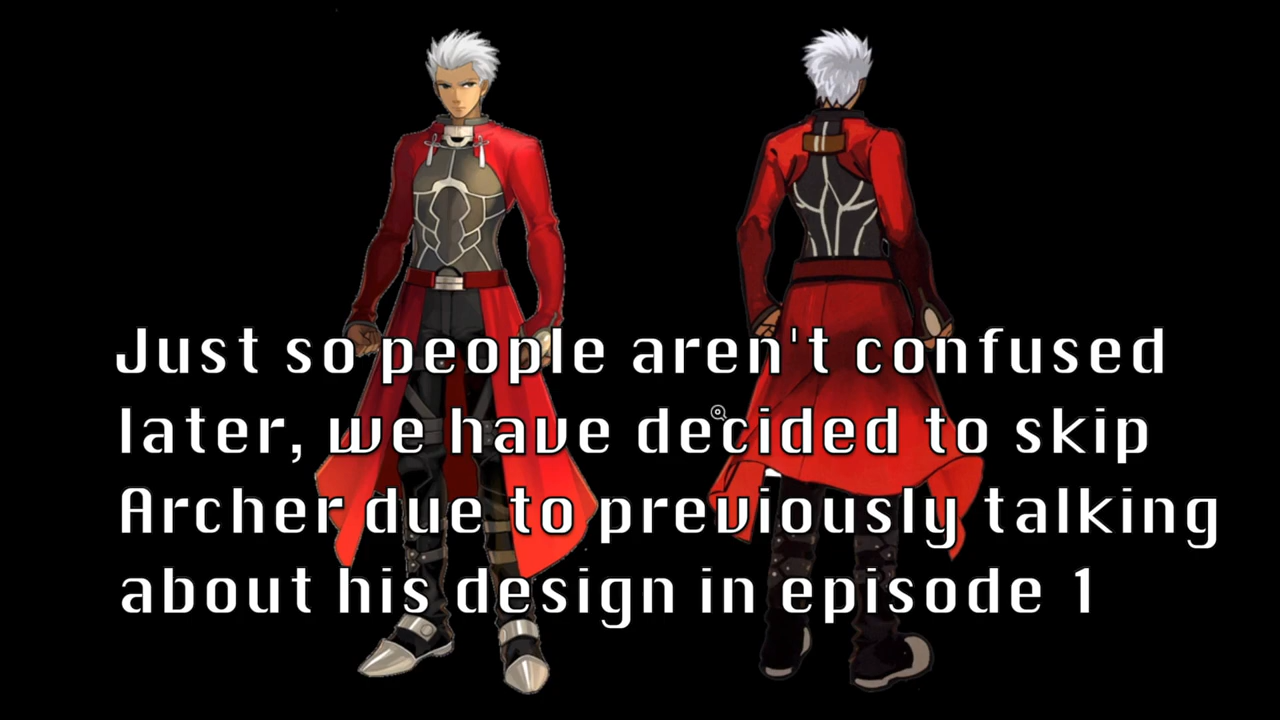 Just so people aren't confused
later, we have decided to skip
Archer due to previously talking
about his design in episode 1